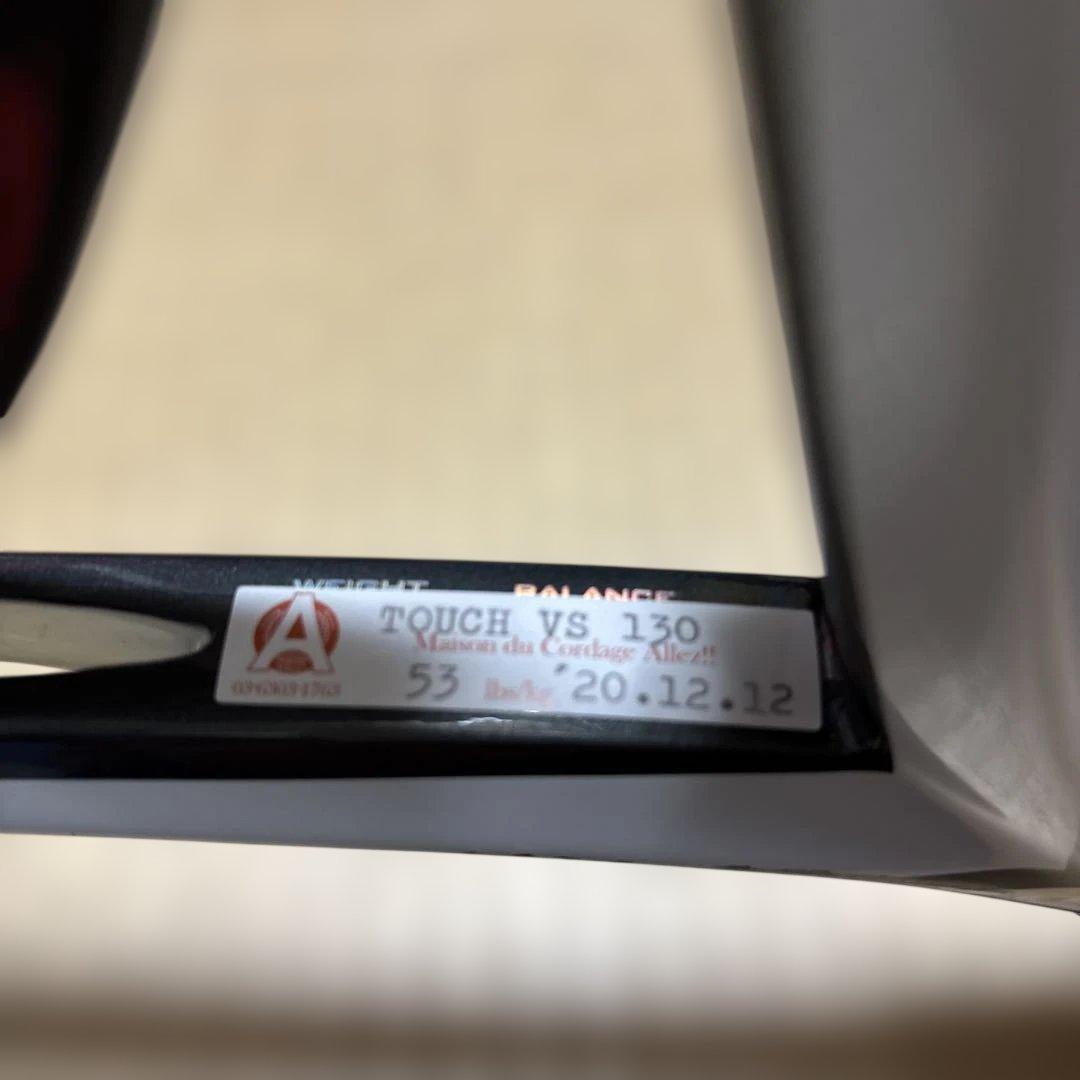 WEIGHT BALANCE
A TOUCH VS 130
Maison du Cordage Allez!!
53 lbs/kg '20.12.12